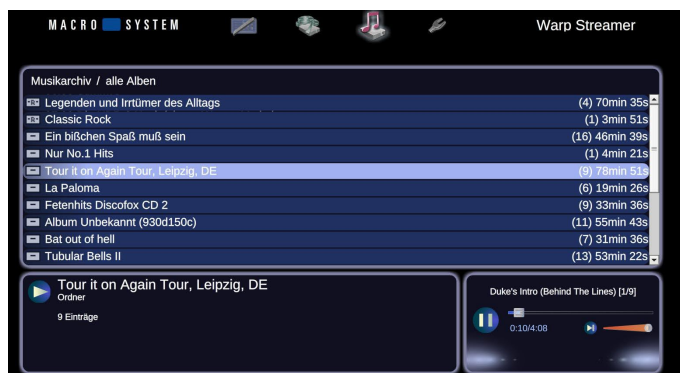 MACRO SYSTEM
Warp Streamer
Musikarchiv / alle Alben
Legenden und Irrtümer des Alltags (4) 70min 35s
Classic Rock (1) 3min 51s
Ein bißchen Spaß muß sein (16) 46min 39s
Nur No.1 Hits (1) 4min 21s
Tour it on Again Tour, Leipzig, DE (9) 78min 51s
La Paloma (6) 19min 26s
Fetenhits Discofox CD 2 (9) 33min 36s
Album Unbekannt (930d150c) (11) 55min 43s
Bat out of hell (7) 31min 36s
Tubular Bells II (13) 53min 22s
Tour it on Again Tour, Leipzig, DE
Ordner
9 Einträge
Duke's Intro (Behind The Lines) [1/9]
0:10/4:08